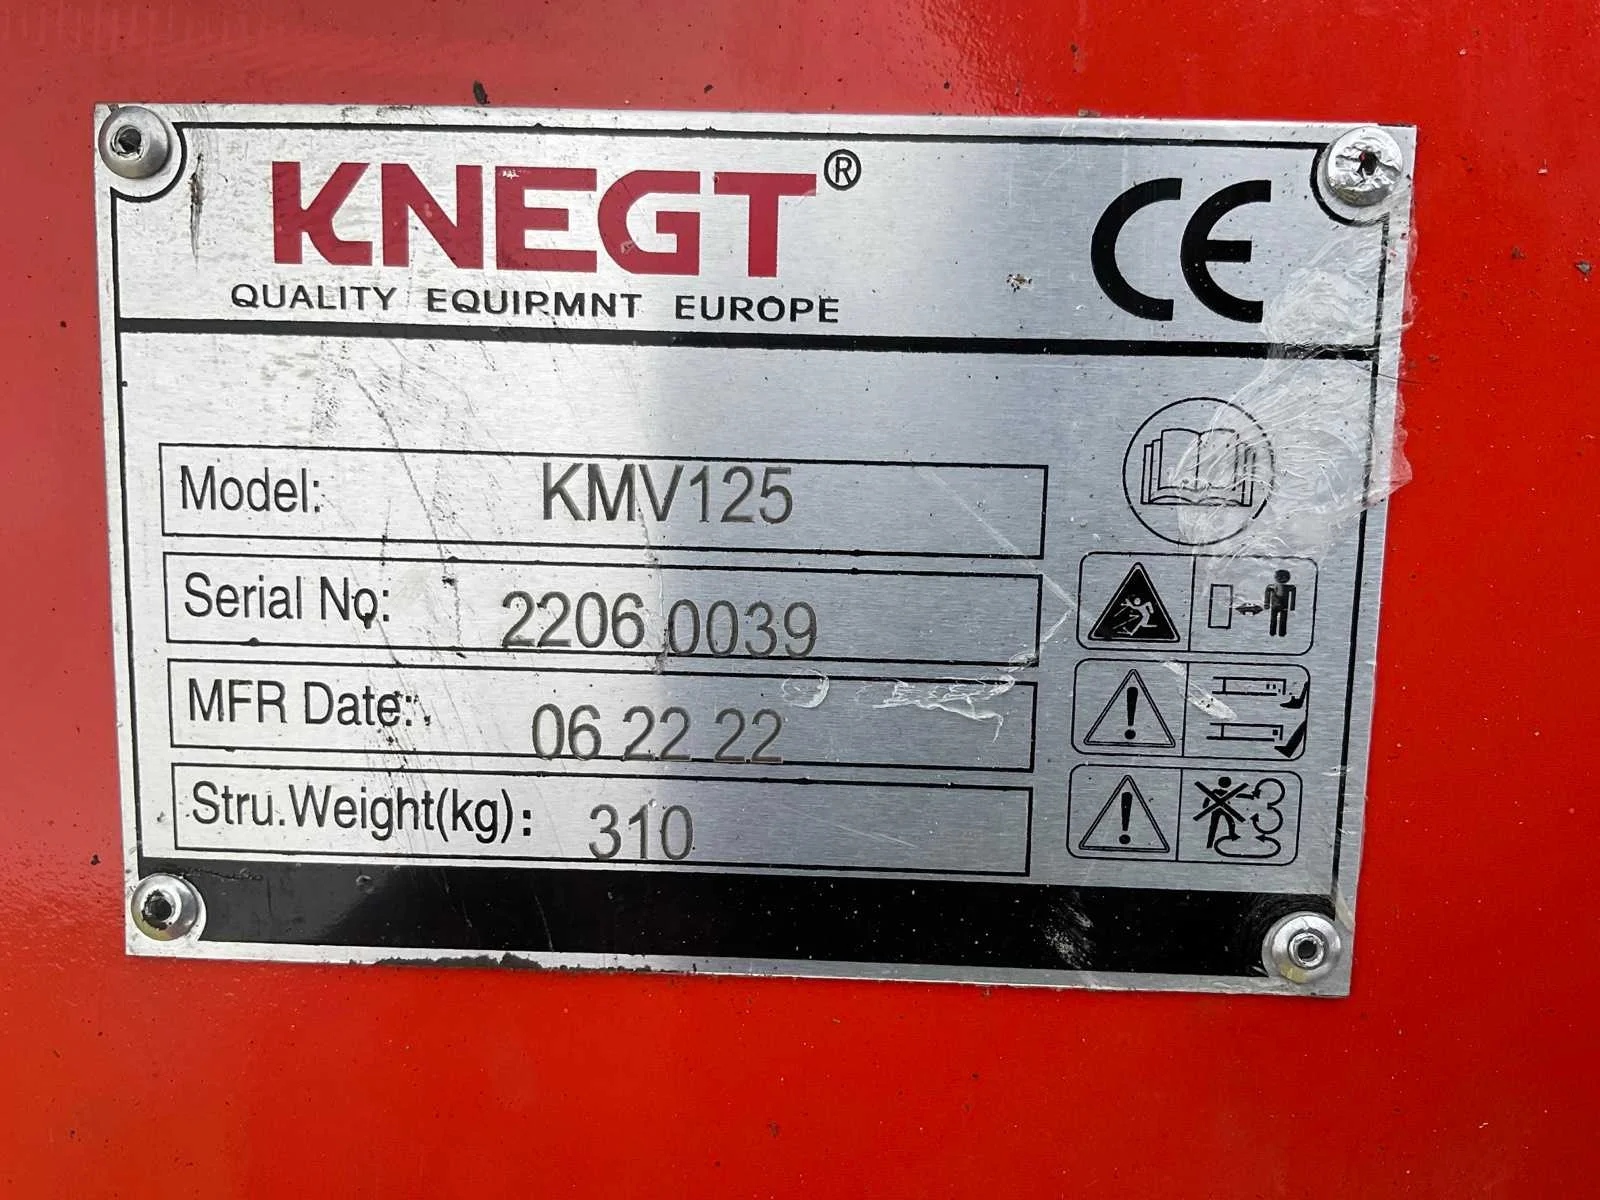 KNEGT®
QUALITY EQUIPMNT EUROPE
CE
Model: KMV125
Serial No: 2206 0039
MFR Date: 06 22 22
Stru.Weight(kg): 310